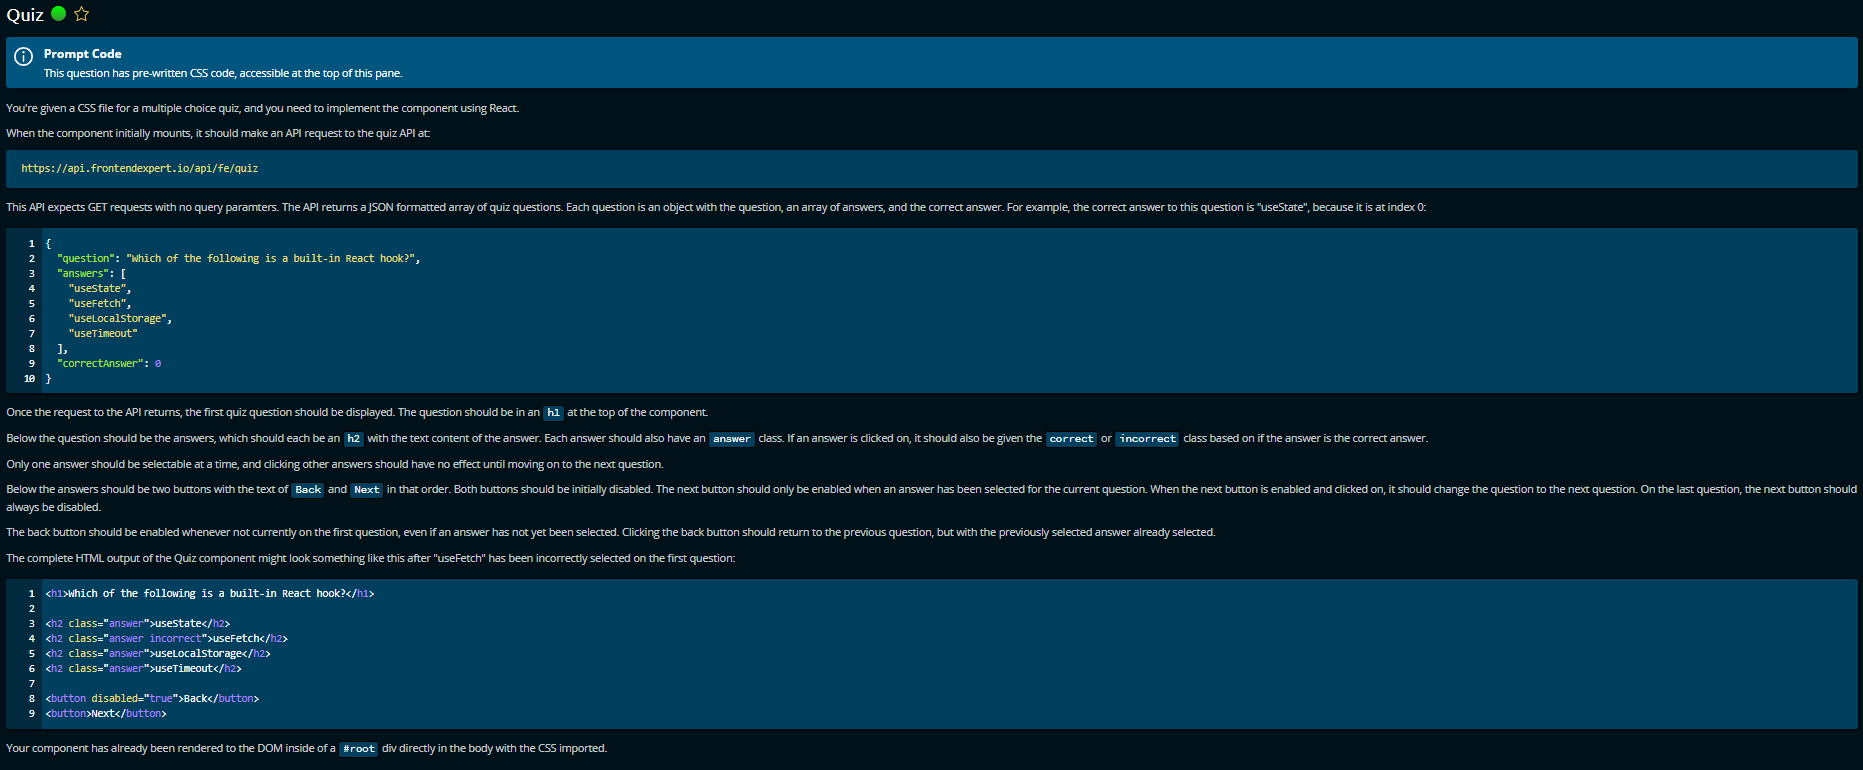 Quiz
Prompt Code
This question has pre-written CSS code, accessible at the top of this pane.
You're given a CSS file for a multiple choice quiz, and you need to implement the component using React.
When the component initially mounts, it should make an API request to the quiz API at:
https://api.frontendexpert.io/api/fe/quiz
This API expects GET requests with no query paramters. The API returns a JSON formatted array of quiz questions. Each question is an object with the question, an array of answers, and the correct answer. For example, the correct answer to this question is "useState", because it is at index 0:
1 {
2 "question": "Which of the following is a built-in React hook?",
3 "answers": [
4 "useState",
5 "useFetch",
6 "useLocalStorage",
7 "useTimeout"
8 ],
9 "correctAnswer": 0
10 }
Once the request to the API returns, the first quiz question should be displayed. The question should be in an h1 at the top of the component.
Below the question should be the answers, which should each be an h2 with the text content of the answer. Each answer should also have an answer class. If an answer is clicked on, it should also be given the correct or incorrect class based on if the answer is the correct answer.
Only one answer should be selectable at a time, and clicking other answers should have no effect until moving on to the next question.
Below the answers should be two buttons with the text of Back and Next in that order. Both buttons should be initially disabled. The next button should only be enabled when an answer has been selected for the current question. When the next button is enabled and clicked on, it should change the question to the next question. On the last question, the next button should
always be disabled.
The back button should be enabled whenever not currently on the first question, even if an answer has not yet been selected. Clicking the back button should return to the previous question, but with the previously selected answer already selected.
The complete HTML output of the Quiz component might look something like this after "useFetch" has been incorrectly selected on the first question:
1 <h1>Which of the following is a built-in React hook?</h1>
2
3 <h2 class="answer">useState</h2>
4 <h2 class="answer incorrect">useFetch</h2>
5 <h2 class="answer">useLocalStorage</h2>
6 <h2 class="answer">useTimeout</h2>
7
8 <button disabled="true">Back</button>
9 <button>Next</button>
Your component has already been rendered to the DOM inside of a #root div directly in the body with the CSS imported.